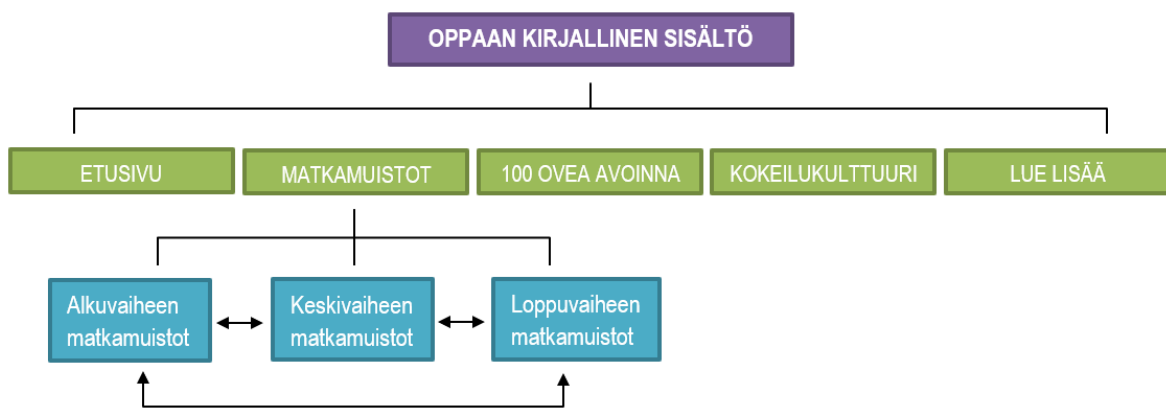 OPPAAN KIRJALLINEN SISÄLTÖ
ETUSIVU
MATKAMUISTOT
100 OVEA AVOINNA
KOKEILUKULTTUURI
LUE LISÄÄ
Alkuvaiheen
matkamuistot
Keskivaiheen
matkamuistot
Loppuvaiheen
matkamuistot